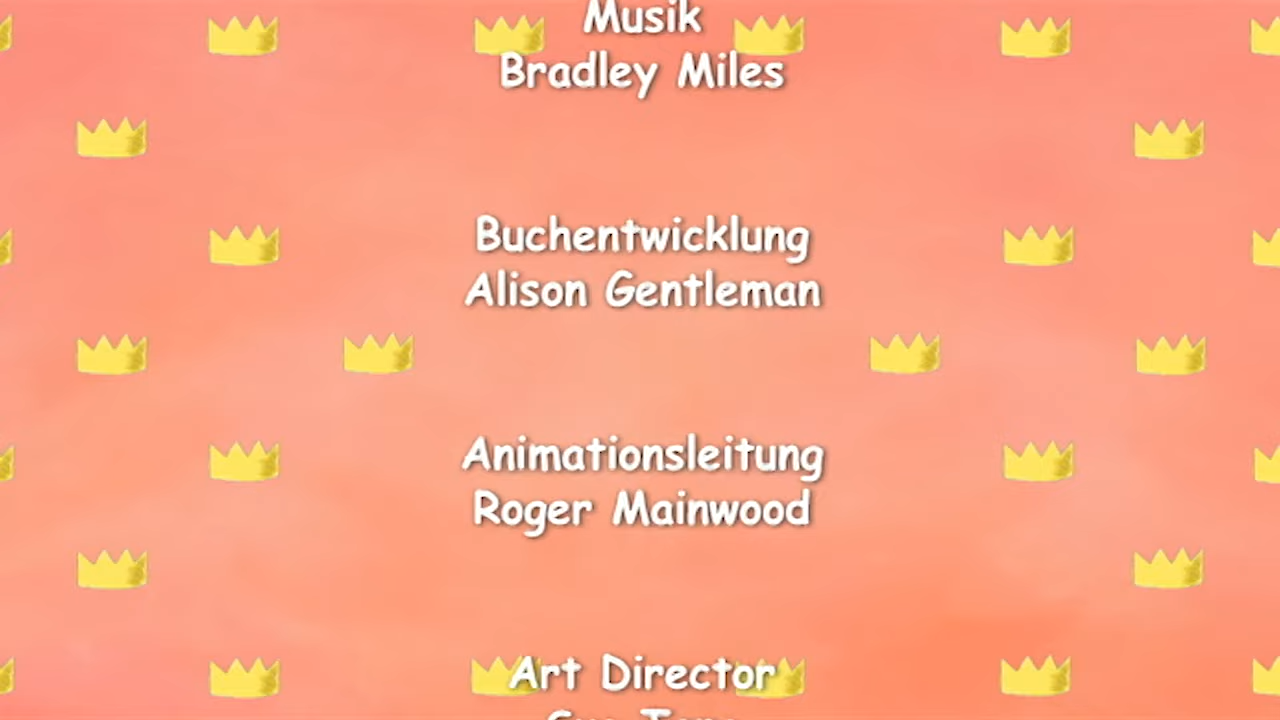 Musik
Bradley Miles
Buchentwicklung
Alison Gentleman
Animationsleitung
Roger Mainwood
Art Director